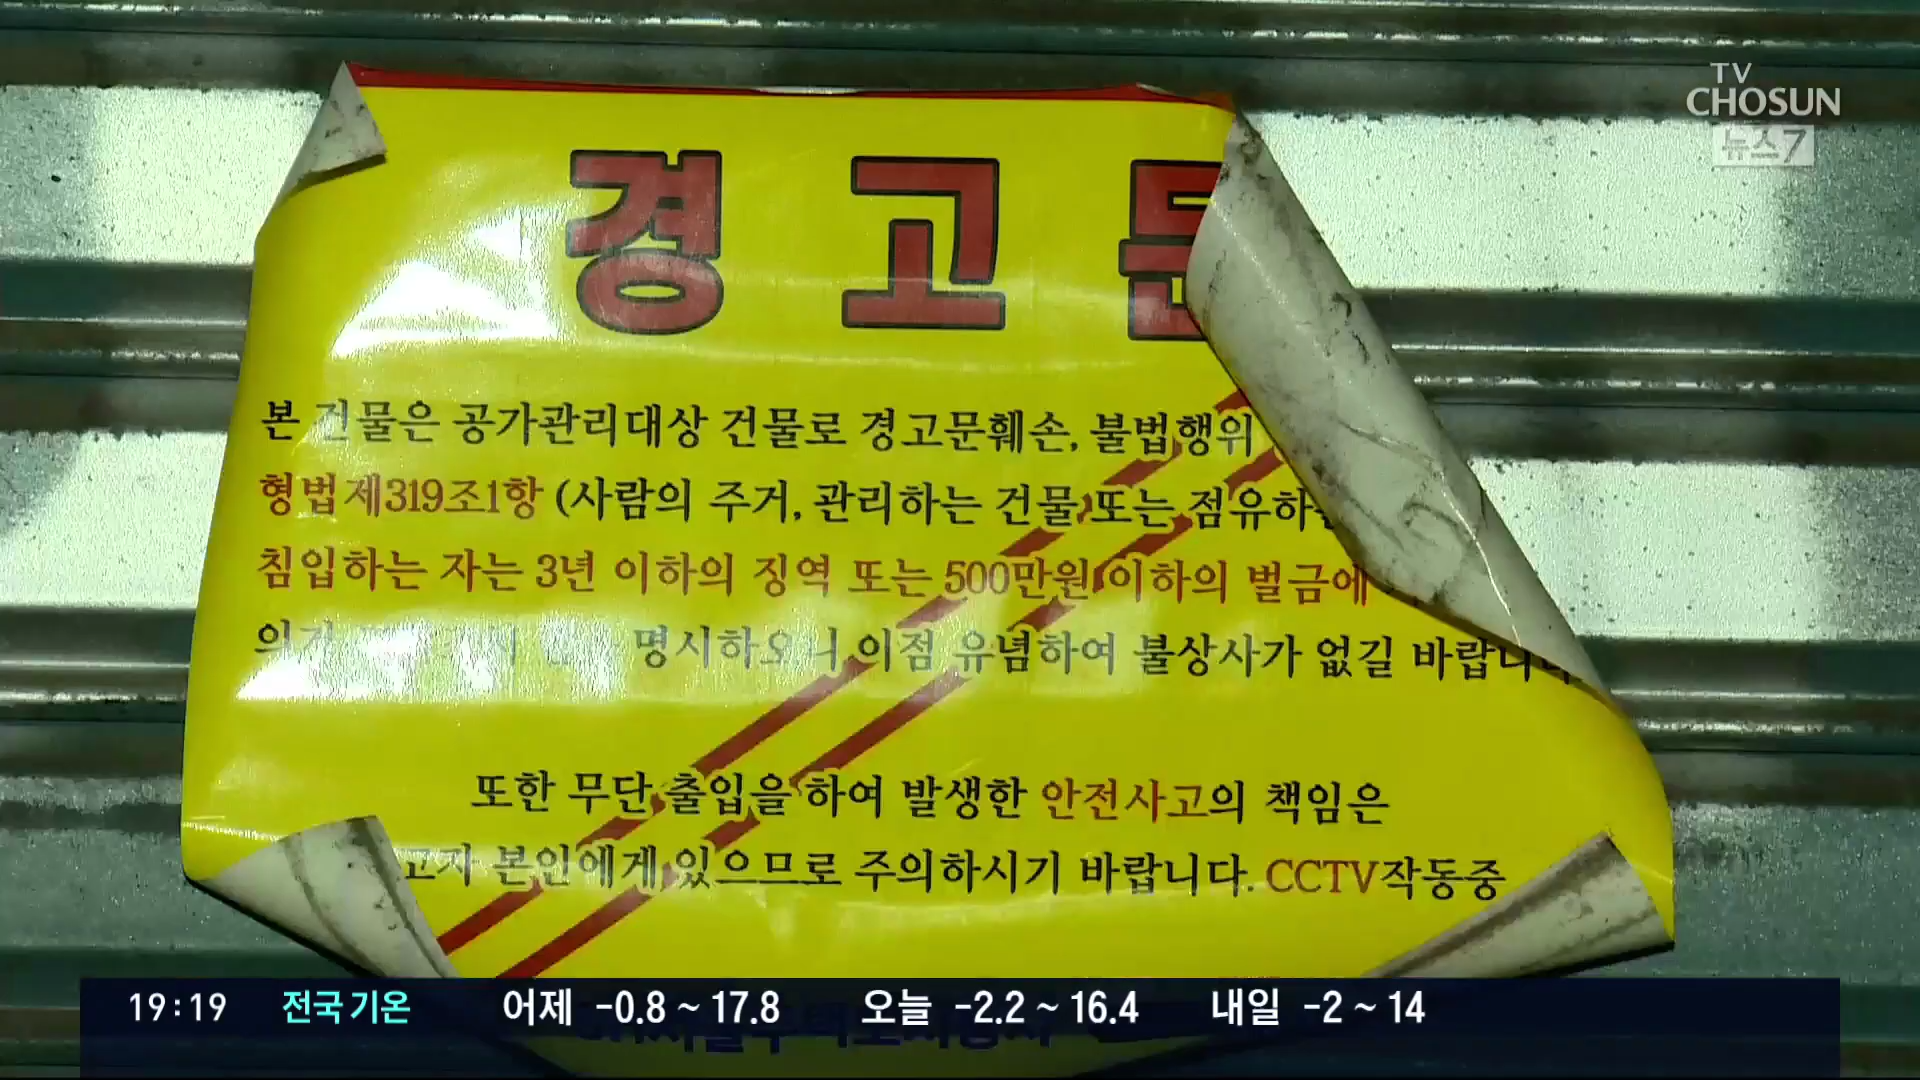 TV
CHOSUN
뉴스7
경고
본 건물은 공가관리대상 건물로 경고문훼손, 불법행위
형법제319조1항 (사람의 주거, 관리하는 건물 또는 점유하
침입하는 자는 3년 이하의 징역 또는 500만원 이하의 벌금에
명시하오니 이점 유념하여 불상사가 없길 바랍니다
또한 무단 출입을 하여 발생한 안전사고의 책임은
본인에게 있으므로 주의하시기 바랍니다. CCTV작동중
19:19 전국 기온 어제 -0.8 ~ 17.8 오늘 -2.2 ~ 16.4 내일 -2 ~ 14